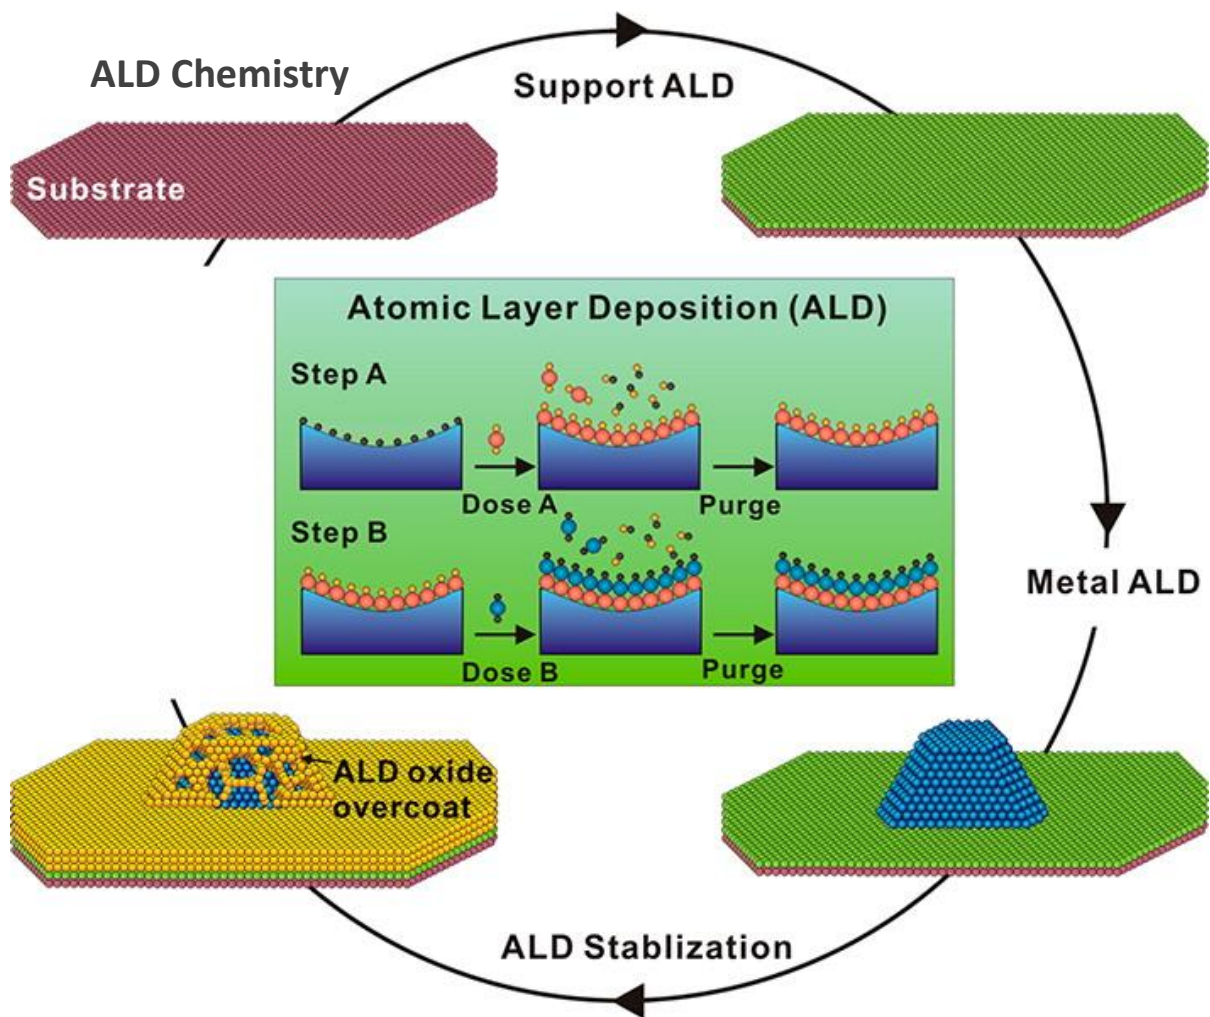 ALD Chemistry
Support ALD
Substrate
Atomic Layer Deposition (ALD)
Step A
Dose A
Purge
Step B
Dose B
Purge
Metal ALD
ALD oxide
overcoat
ALD Stablization